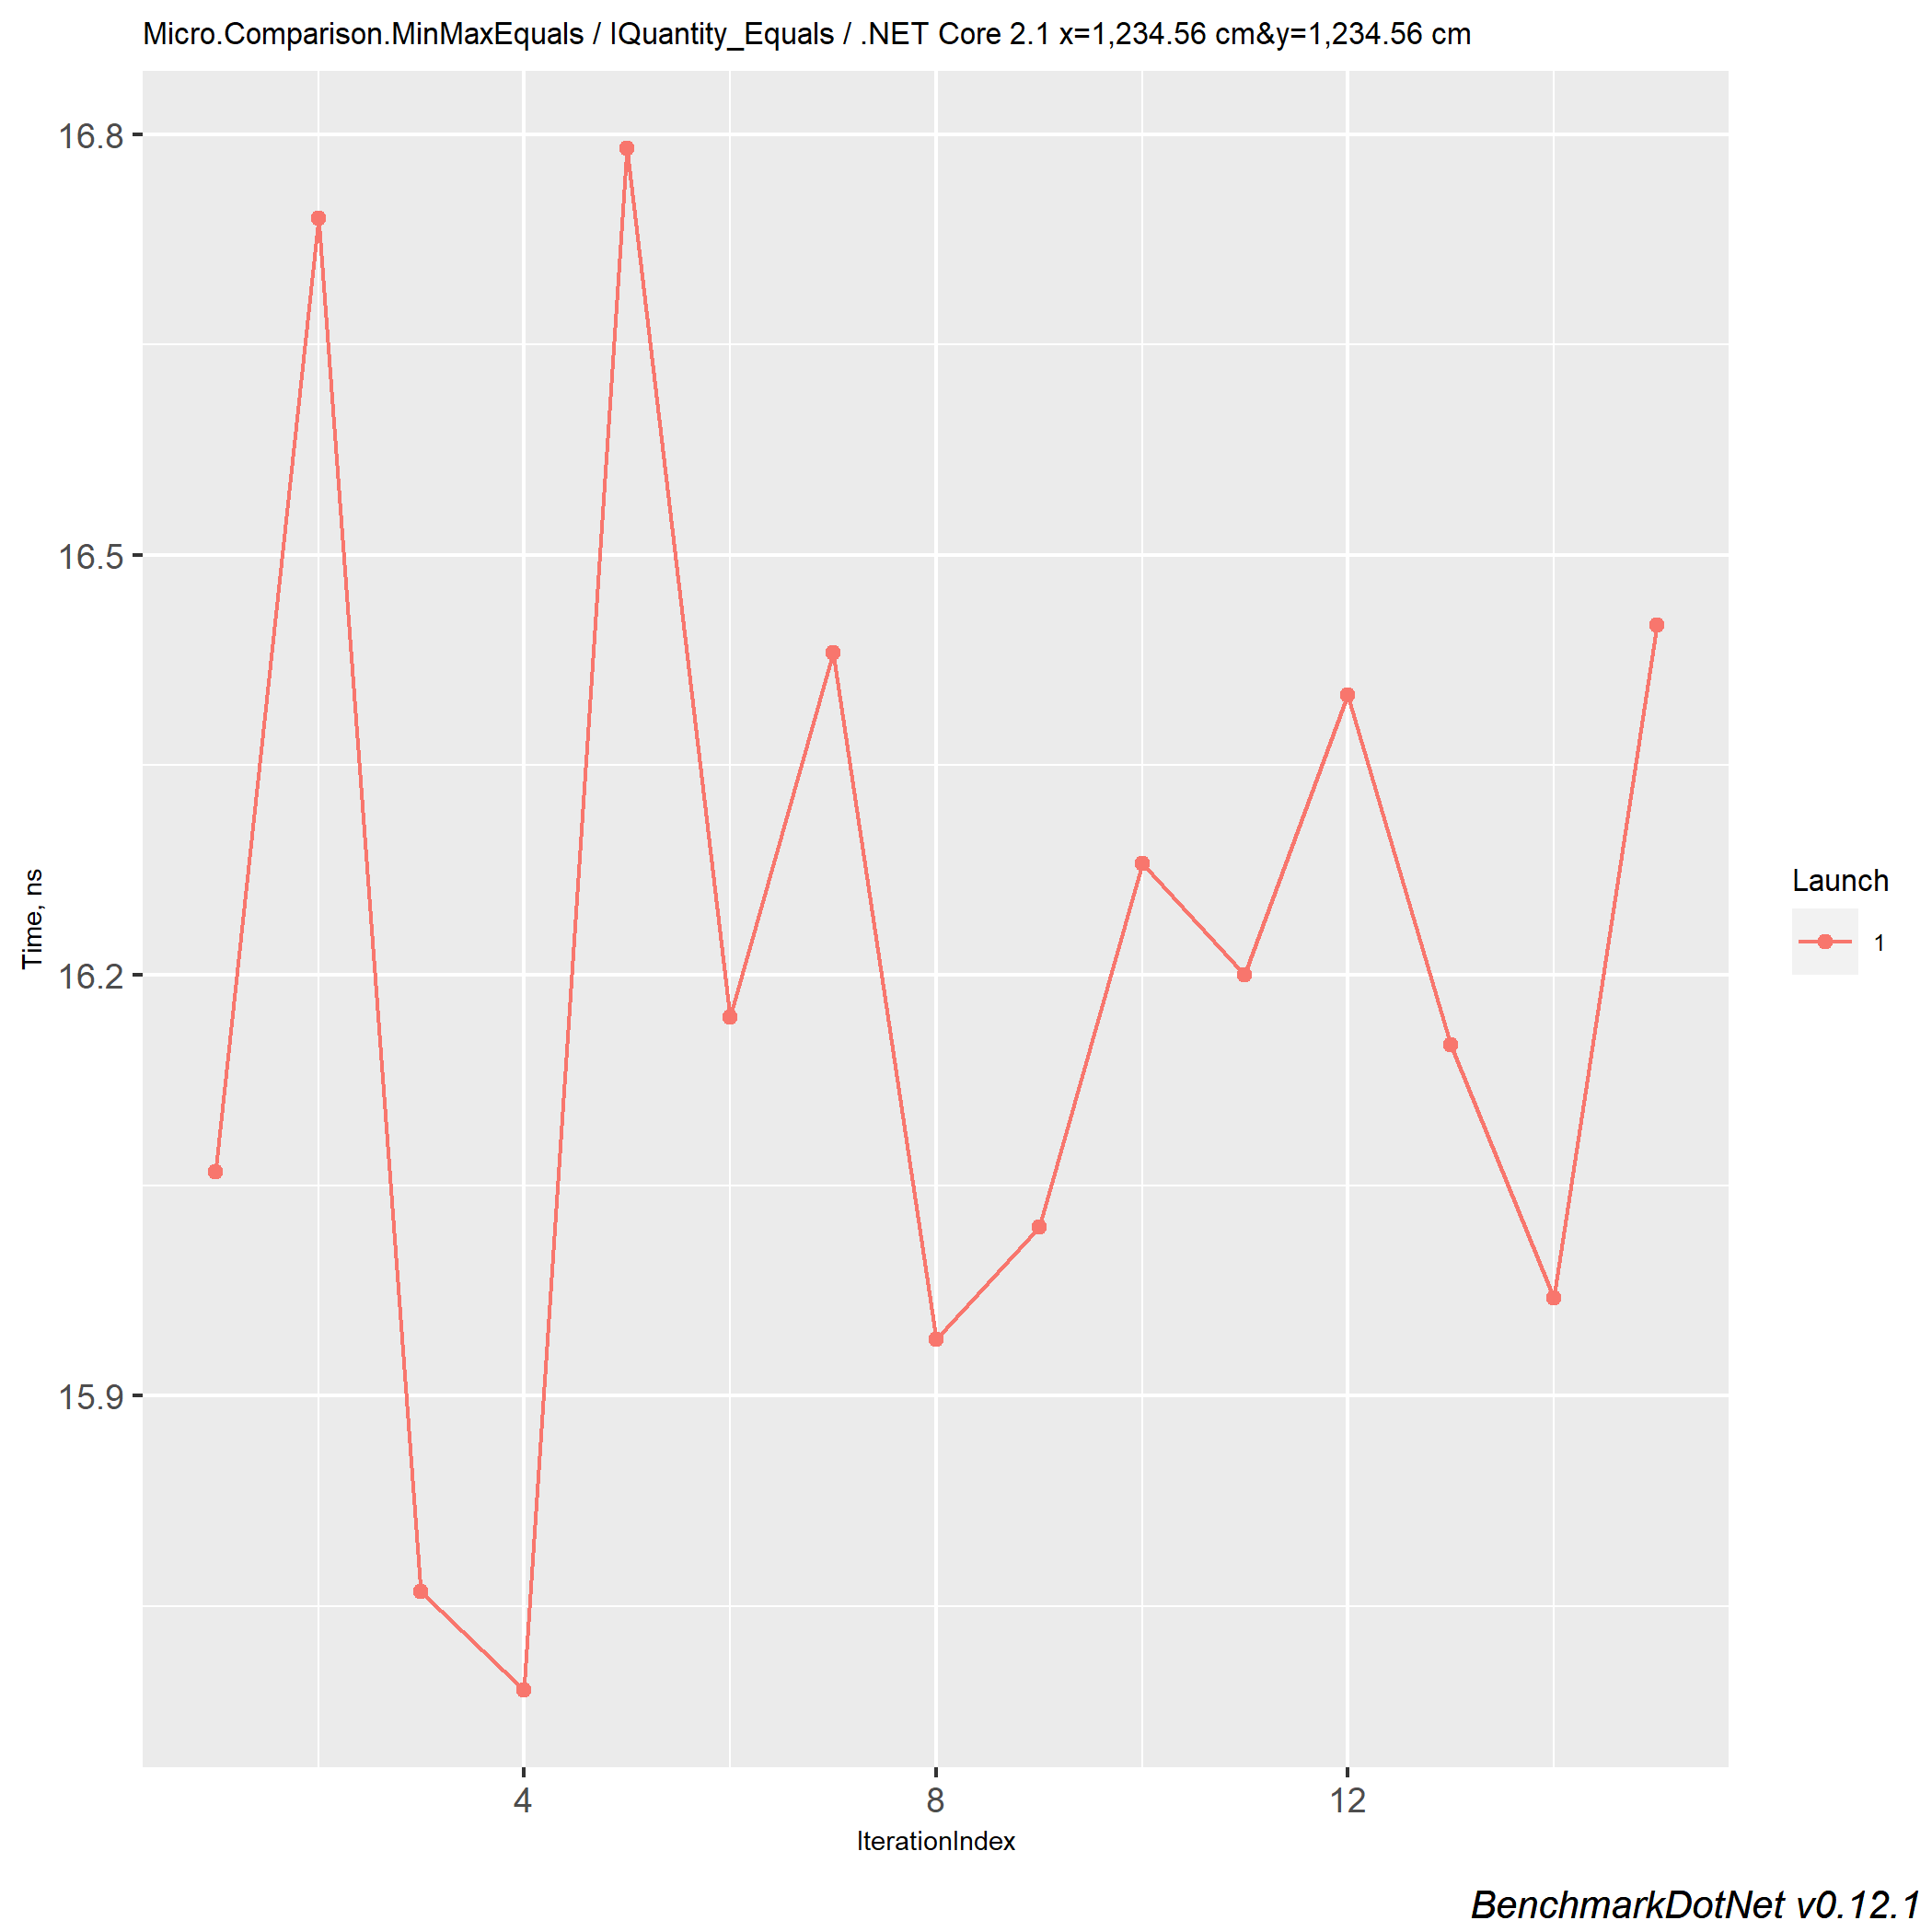 Micro.Comparison.MinMaxEquals / IQuantity_Equals / .NET Core 2.1 x=1,234.56 cm&y=1,234.56 cm
16.8
16.5
16.2
15.9
Time, ns
Launch
1
4 8 12
IterationIndex
BenchmarkDotNet v0.12.1